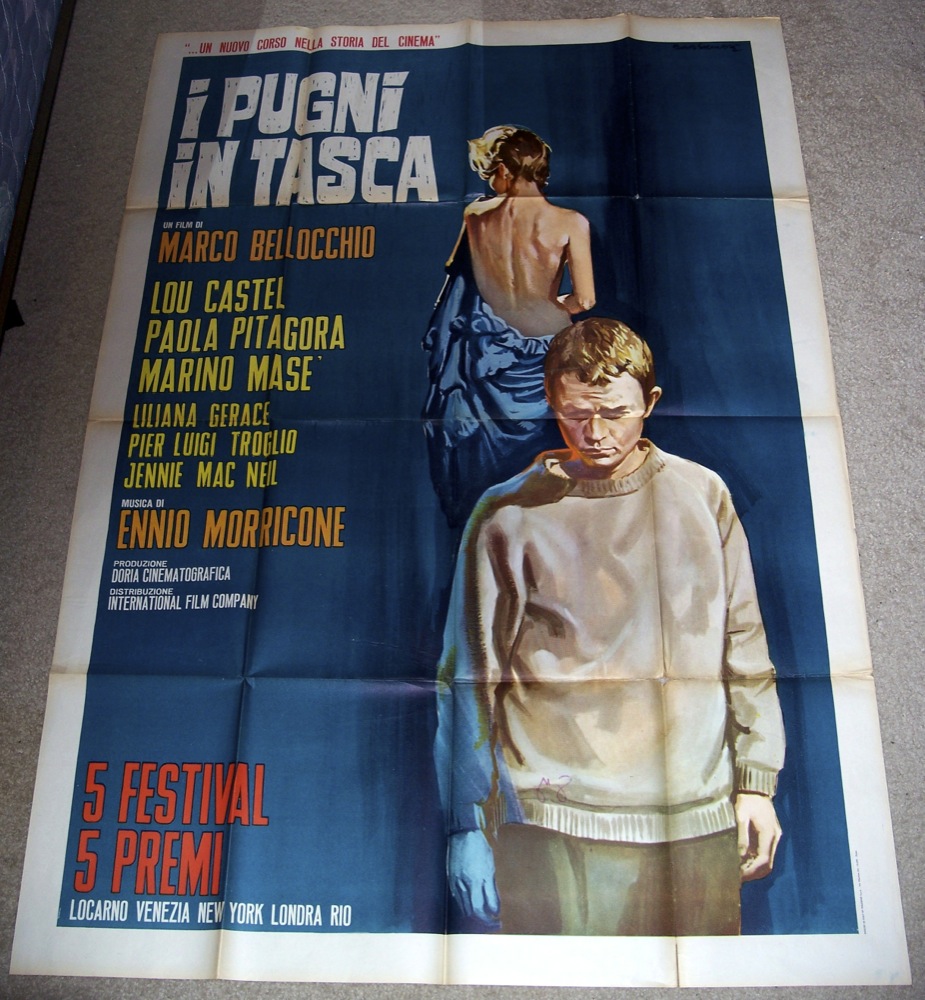 "...UN NUOVO CORSO NELLA STORIA DEL CINEMA"
I PUGNI
IN TASCA
UN FILM DI
MARCO BELLOCCHIO
LOU CASTEL
PAOLA PITAGORA
MARINO MASE`
LILIANA GERACE
PIER LUIGI TROGLIO
JENNIE MAC NEIL
MUSICA DI
ENNIO MORRICONE
PRODUZIONE
DORIA CINEMATOGRAFICA
DISTRIBUZIONE
INTERNATIONAL FILM COMPANY
5 FESTIVAL
5 PREMI
LOCARNO VENEZIA NEW YORK LONDRA RIO